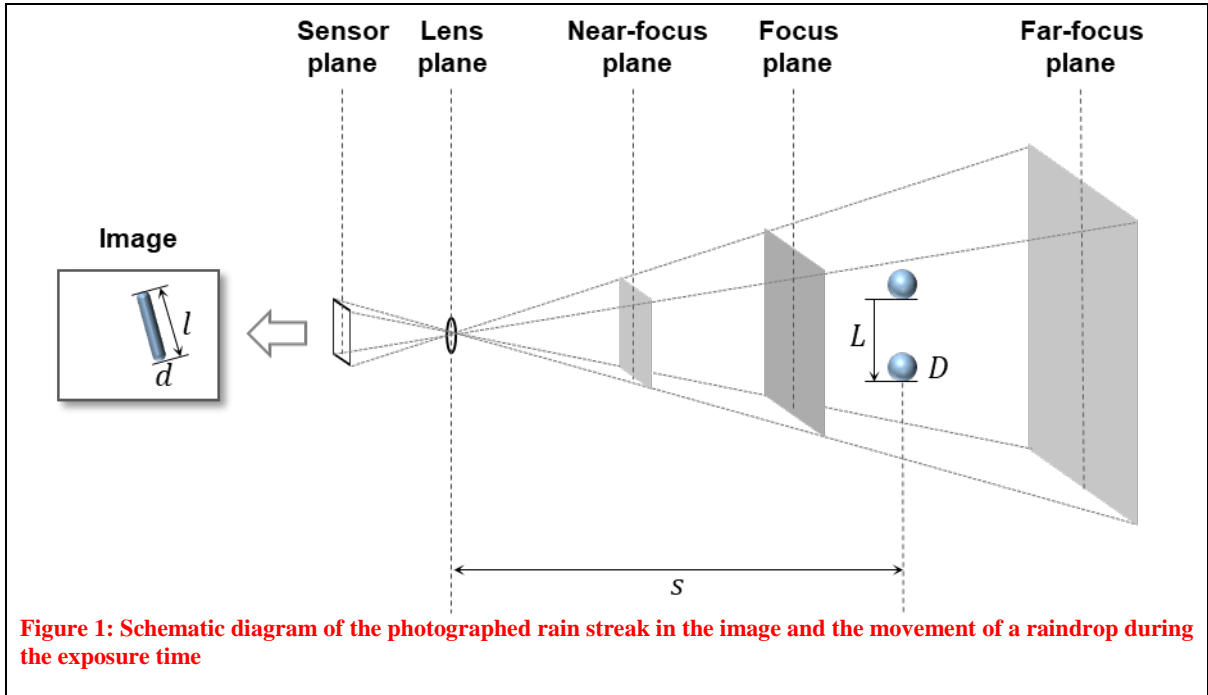 Sensor plane
Lens plane
Near-focus plane
Focus plane
Far-focus plane
Image
l
d
L
D
s
Figure 1: Schematic diagram of the photographed rain streak in the image and the movement of a raindrop during
the exposure time